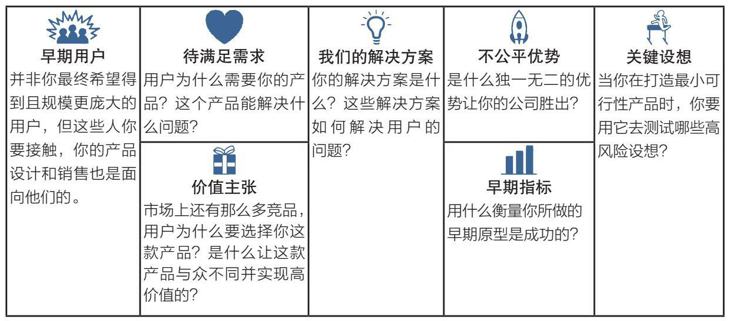 早期用户
并非你最终希望得
到且规模更庞大的
用户，但这些人你
要接触，你的产品
设计和销售也是面
向他们的。
待满足需求
用户为什么需要你的产
品？这个产品能解决什
么问题？
价值主张
市场上还有那么多竞品，
用户为什么要选择你这
款产品？是什么让这款
产品与众不同并实现高
价值的？
我们的解决方案
你的解决方案是什
么？这些解决方案
如何解决用户的
问题？
不公平优势
是什么独一无二的优
势让你的公司胜出？
早期指标
用什么衡量你所做的
早期原型是成功的？
关键设想
当你在打造最小可
行性产品时，你要
用它去测试哪些高
风险设想？